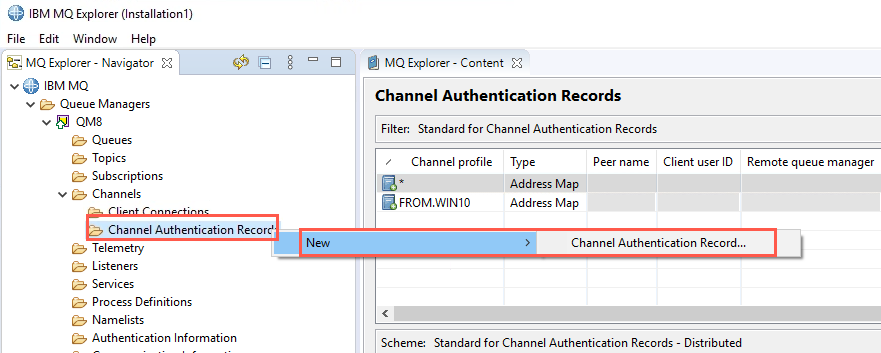 IBM MQ Explorer (Installation1)
File Edit Window Help
MQ Explorer - Navigator
IBM MQ
Queue Managers
QM8
Queues
Topics
Subscriptions
Channels
Client Connections
Channel Authentication Records
Telemetry
Listeners
Services
Process Definitions
Namelists
Authentication Information
New
Channel Authentication Record...
MQ Explorer - Content
Channel Authentication Records
Filter: Standard for Channel Authentication Records
Channel profile Type Peer name Client user ID Remote queue manager
* Address Map
FROM.WIN10 Address Map
Scheme: Standard for Channel Authentication Records - Distributed